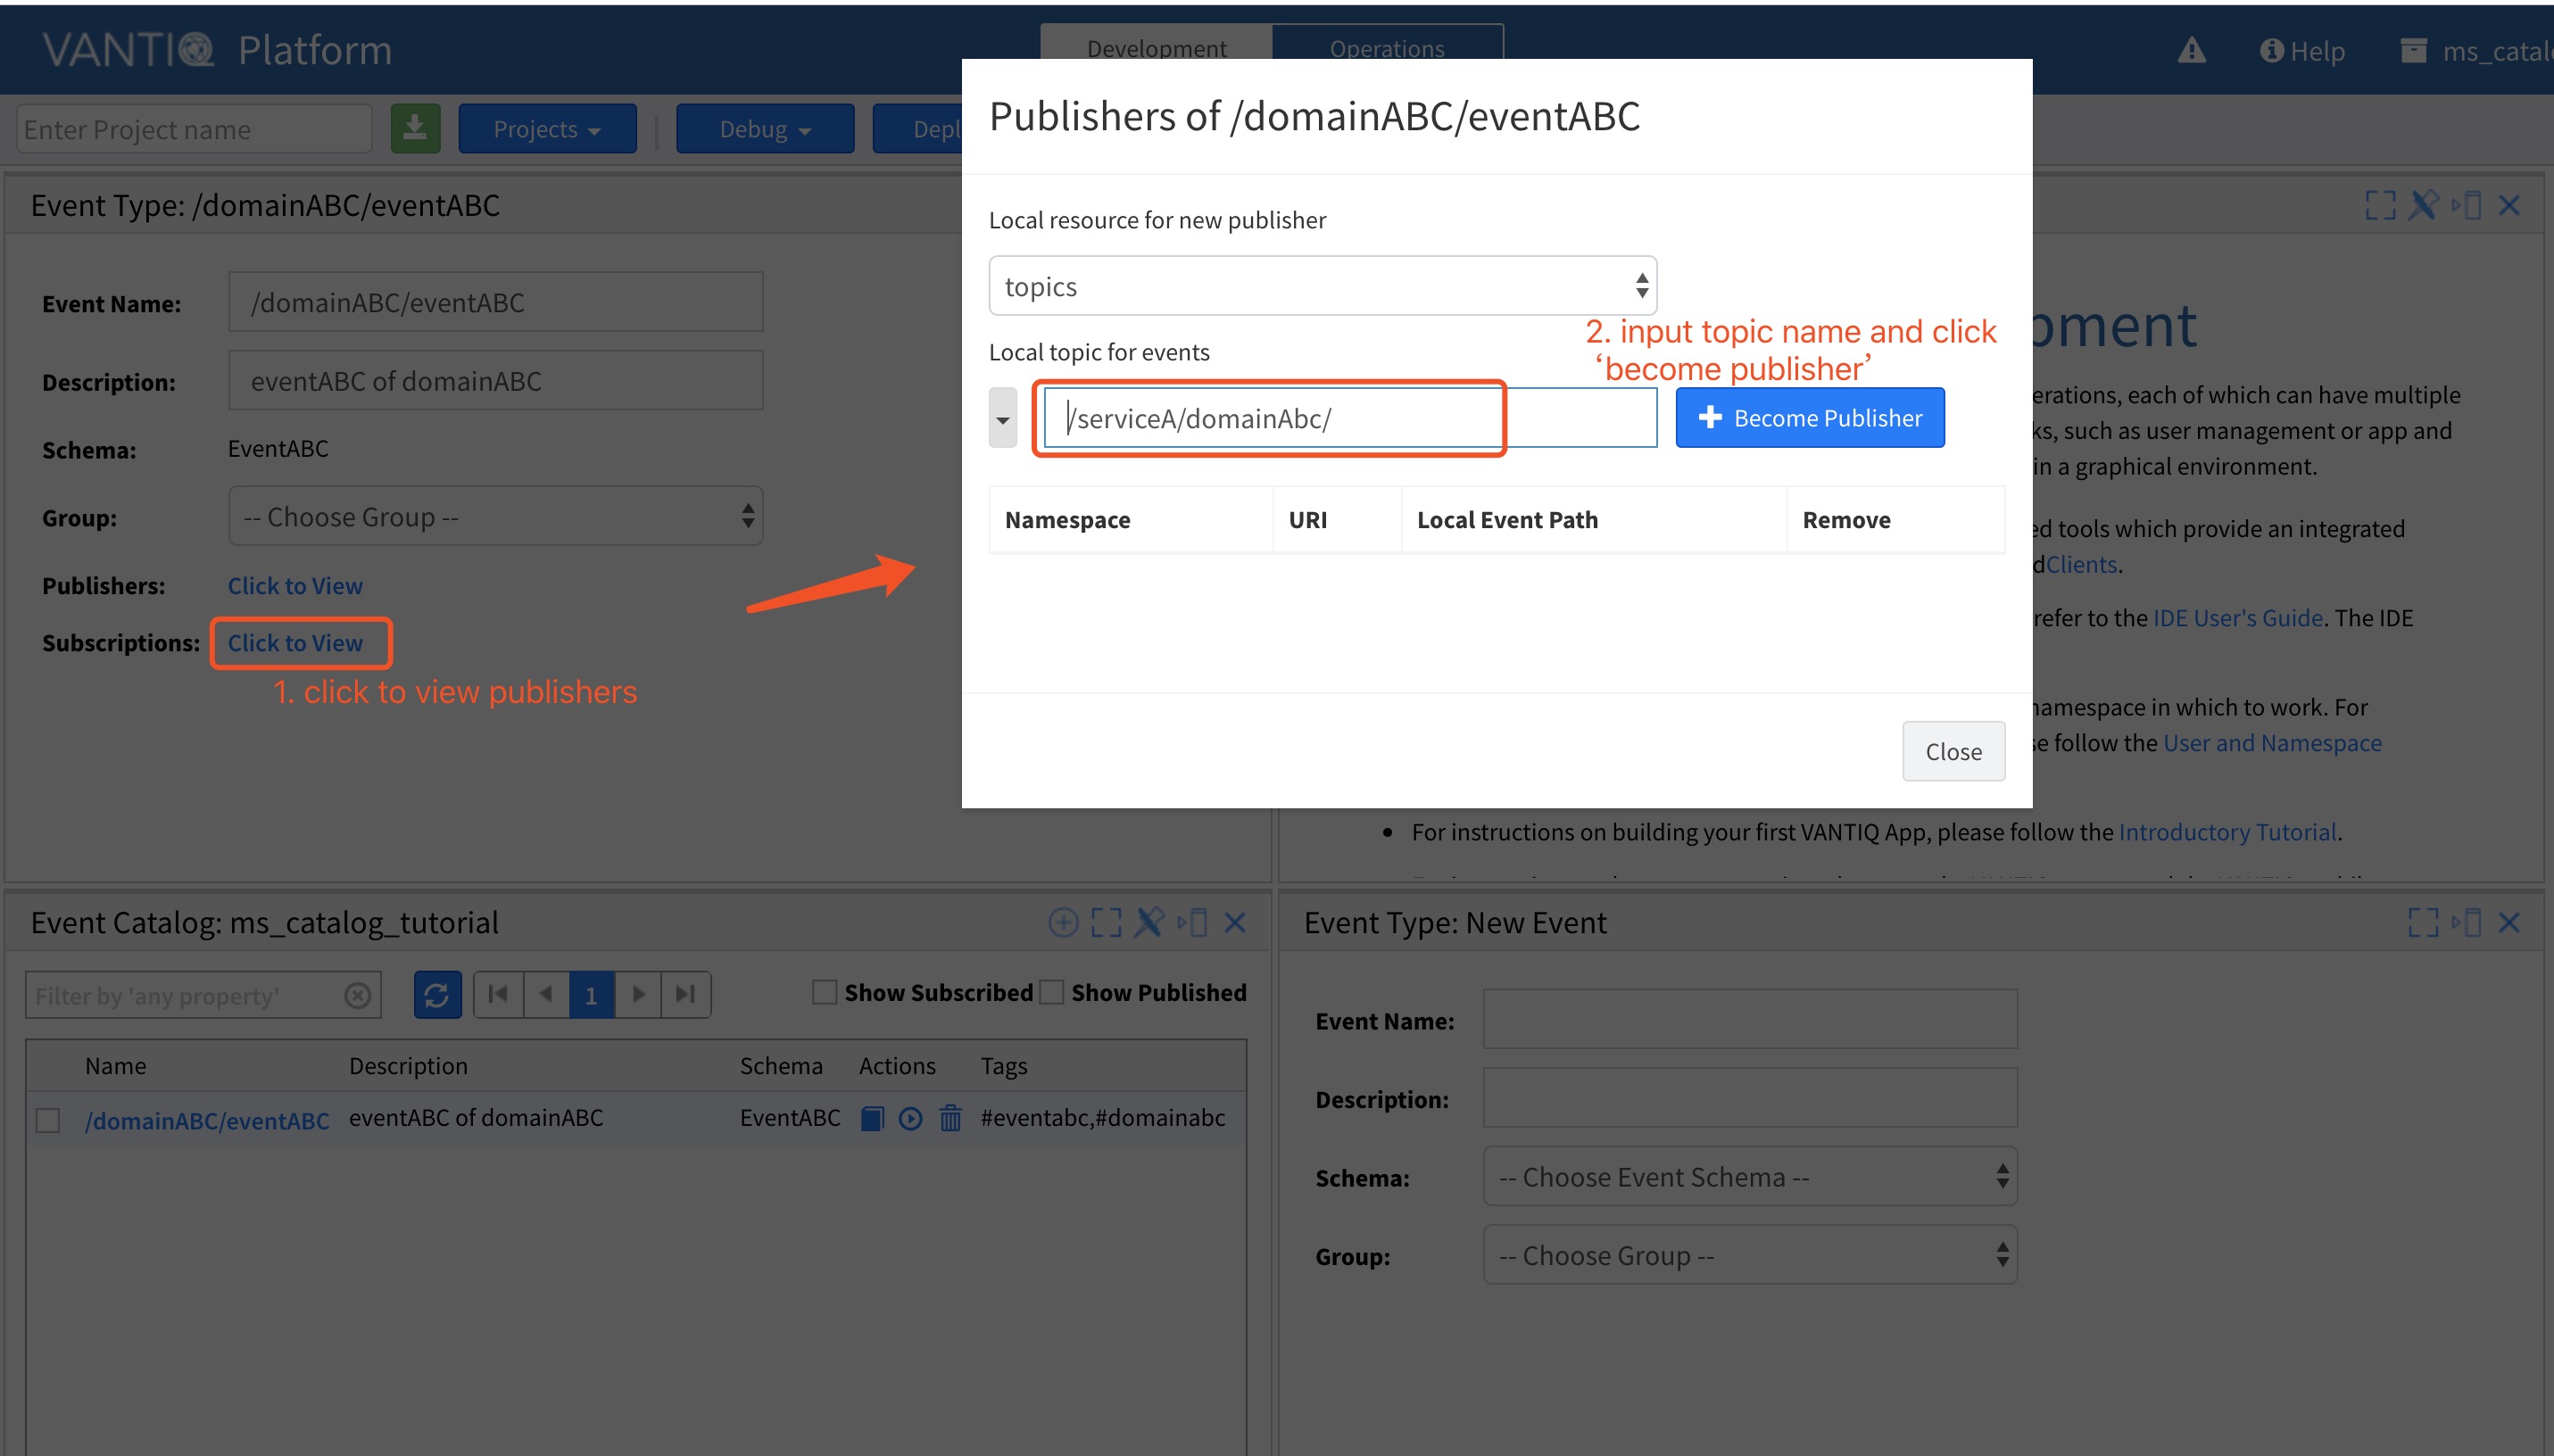 VANTIQ Platform
Development
Operations
Help
ms_catal
Enter Project name
Projects
Debug
Depl
Event Type: /domainABC/eventABC
Event Name:
/domainABC/eventABC
Description:
eventABC of domainABC
Schema:
EventABC
Group:
-- Choose Group --
Publishers:
Click to View
Subscriptions:
Click to View
1. click to view publishers
Publishers of /domainABC/eventABC
Local resource for new publisher
topics
2. input topic name and click
‘become publisher’
Local topic for events
/serviceA/domainAbc/
Become Publisher
Namespace
URI
Local Event Path
Remove
Close
pment
erations, each of which can have multiple
ks, such as user management or app and
in a graphical environment.
ed tools which provide an integrated
dClients.
refer to the IDE User's Guide. The IDE
namespace in which to work. For
se follow the User and Namespace
For instructions on building your first VANTIQ App, please follow the Introductory Tutorial.
Event Catalog: ms_catalog_tutorial
Filter by 'any property'
1
Show Subscribed
Show Published
Name
Description
Schema
Actions
Tags
/domainABC/eventABC
eventABC of domainABC
EventABC
#eventabc,#domainabc
Event Type: New Event
Event Name:
Description:
Schema:
-- Choose Event Schema --
Group:
-- Choose Group --